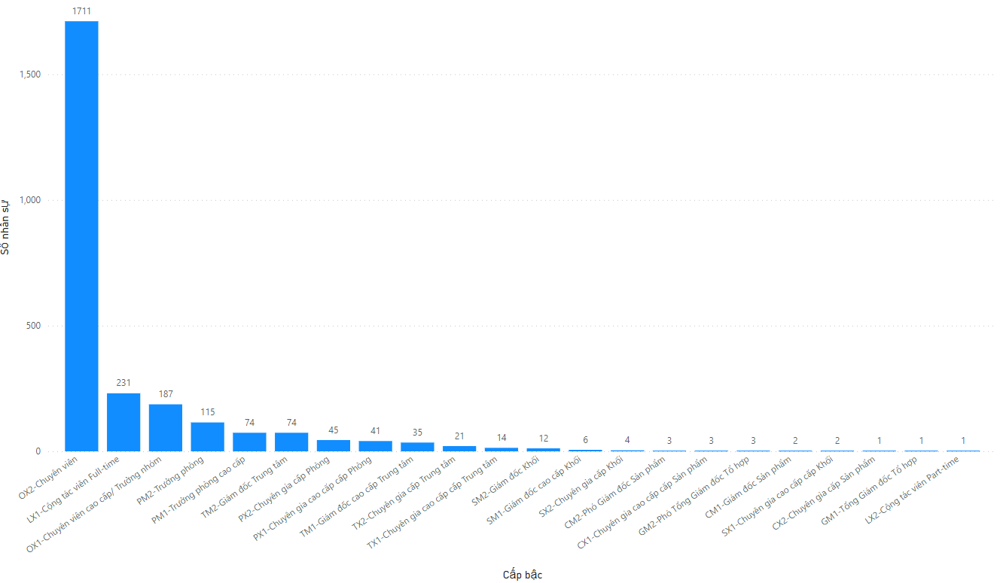 1711
1,500
1,000
500
0
Số nhân sự
231
187
115
74
74
45
41
35
21
14
12
6
4
3
3
3
2
2
1
1
1
OX2-Chuyên viên
LX1-Cộng tác viên Full-time
OX1-Chuyên viên cao cấp/ Trưởng nhóm
PM2-Trưởng phòng
PM1-Trưởng phòng cao cấp
TM2-Giám đốc Trung tâm
PX2-Chuyên gia cấp Phòng
PX1-Chuyên gia cao cấp cấp Phòng
TM1-Giám đốc cao cấp Trung tâm
TX2-Chuyên gia cấp Trung tâm
TX1-Chuyên gia cao cấp cấp Trung tâm
SM2-Giám đốc Khối
SM1-Giám đốc cao cấp Khối
SX2-Chuyên gia cấp Khối
CM2-Phó Giám đốc Sản phẩm
CX1-Chuyên gia cao cấp cấp Sản phẩm
GM2-Phó Tổng Giám đốc Tổ hợp
CM1-Giám đốc Sản phẩm
SX1-Chuyên gia cao cấp cấp Khối
CX2-Chuyên gia cấp Sản phẩm
GM1-Tổng Giám đốc Tổ hợp
LX2-Cộng tác viên Part-time
Cấp bậc